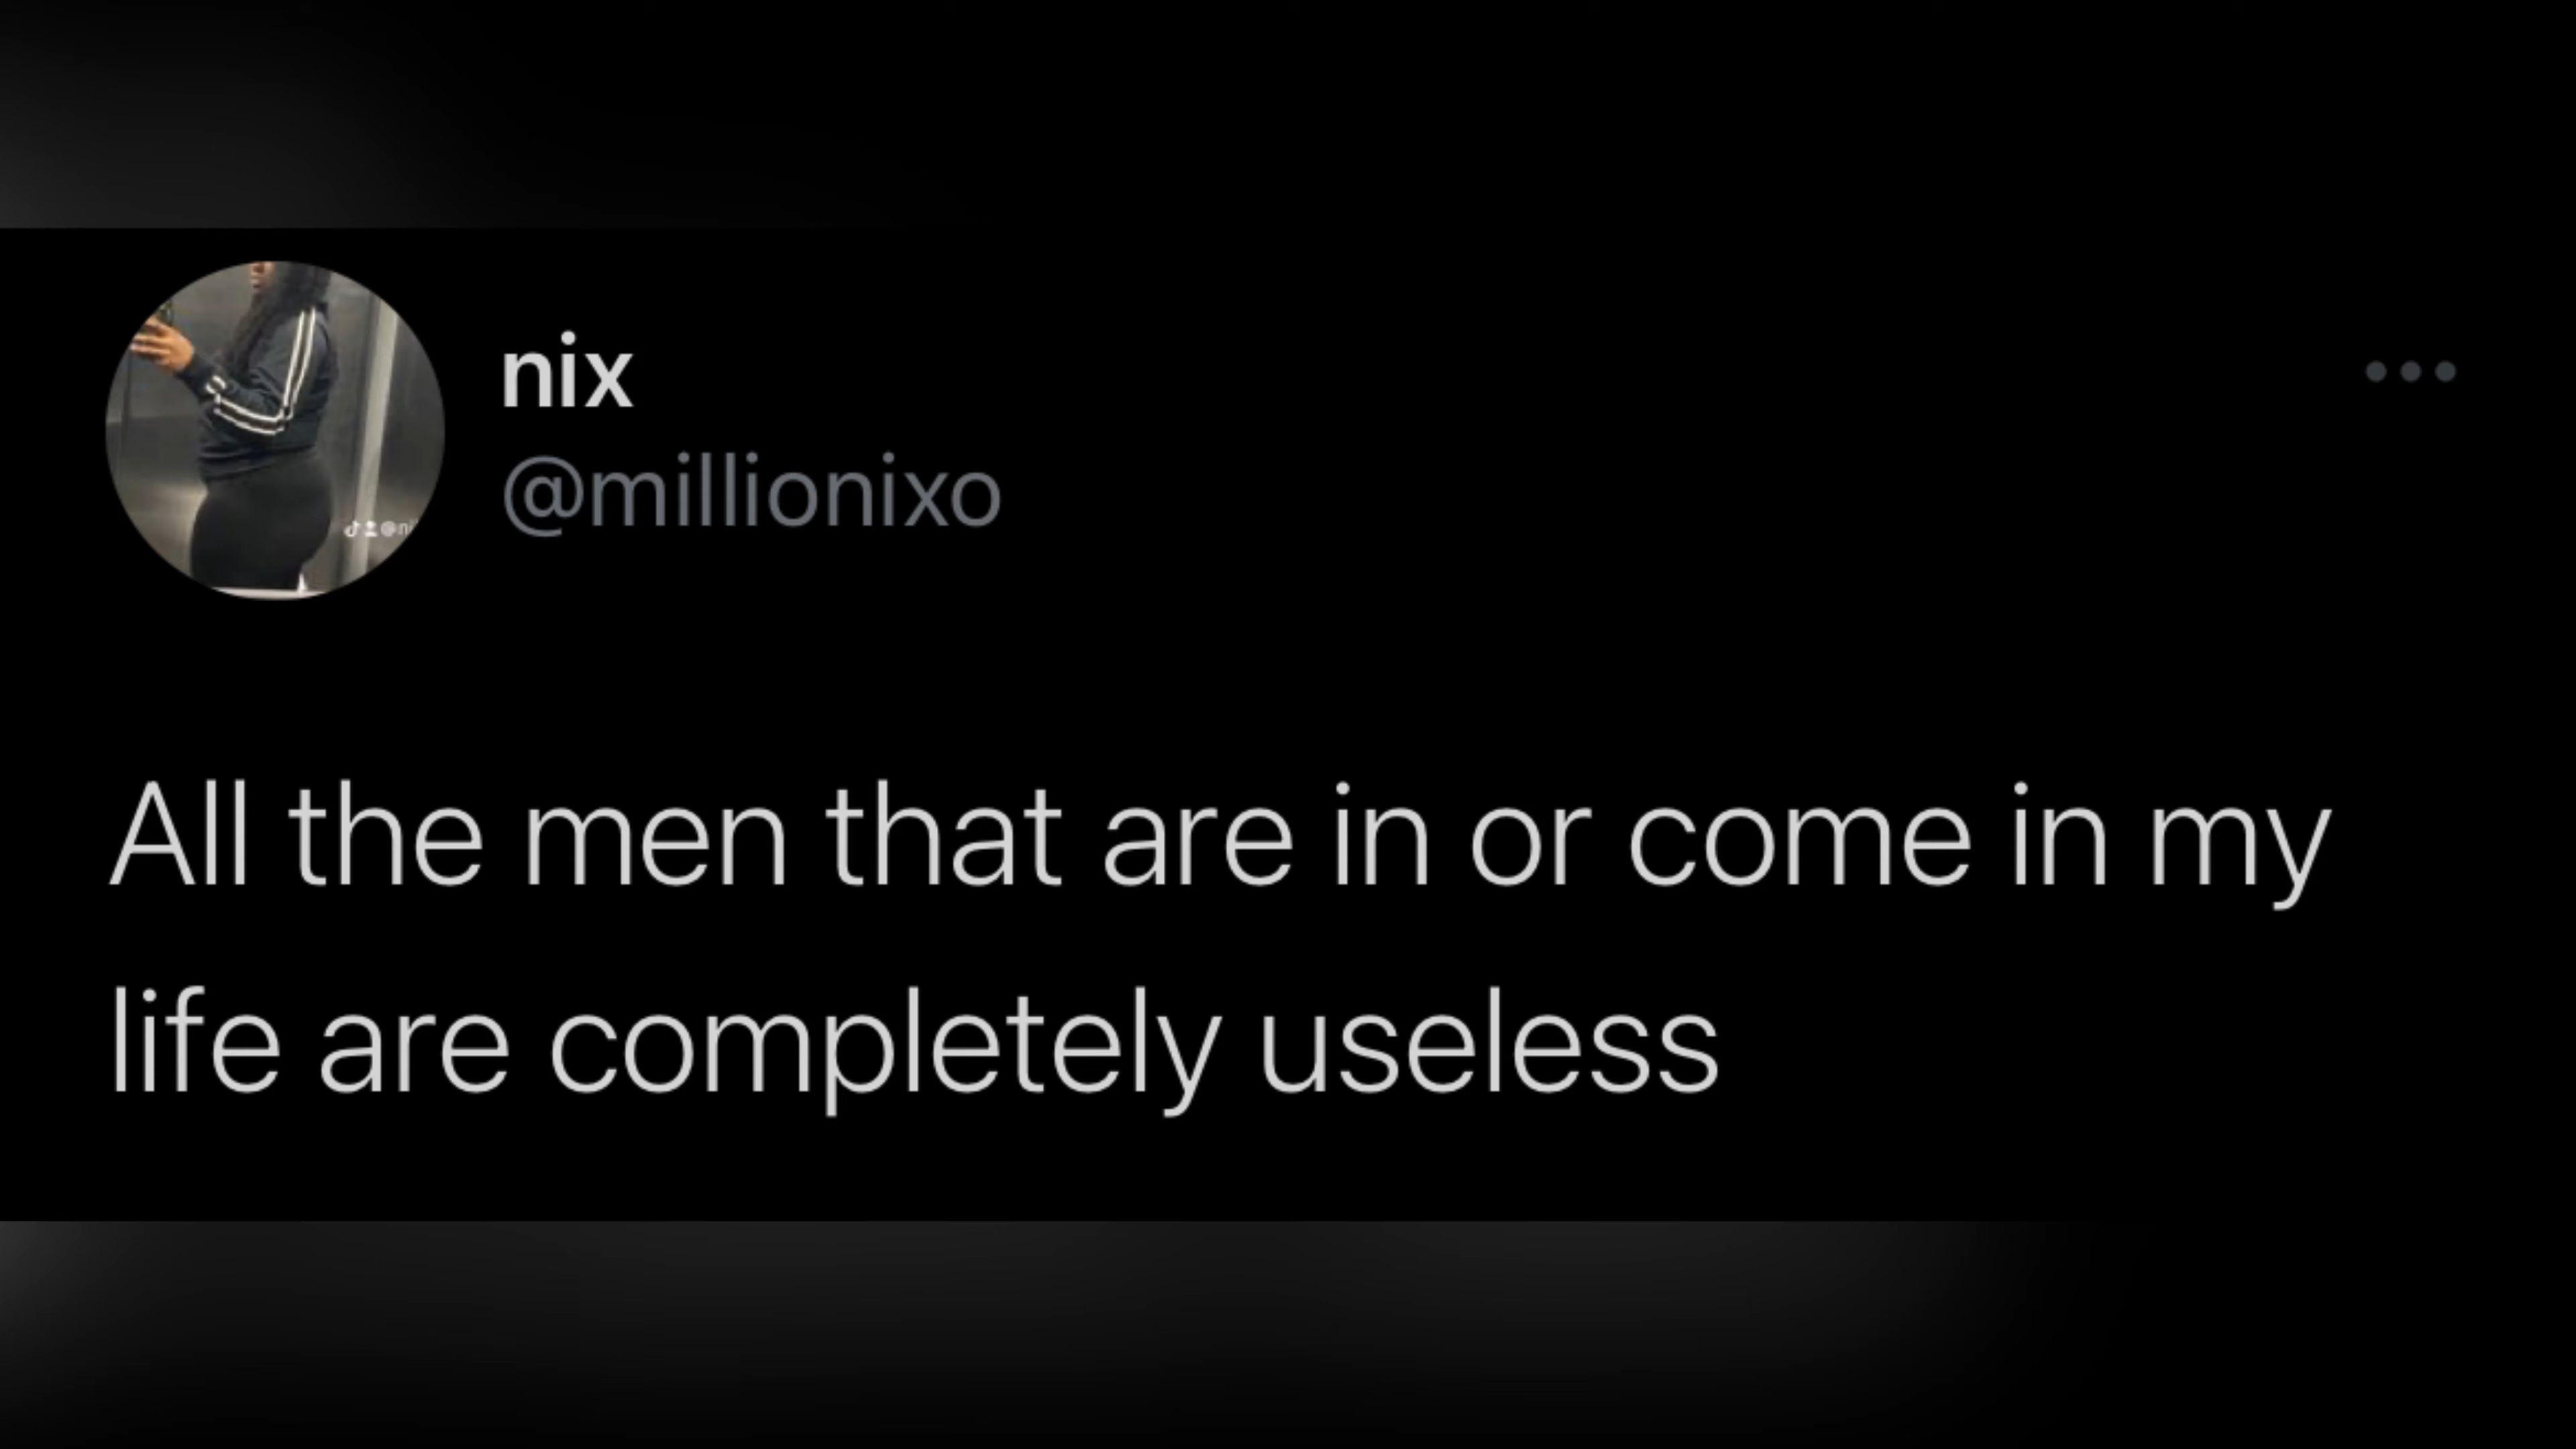 nix
@millionixo
All the men that are in or come in my
life are completely useless